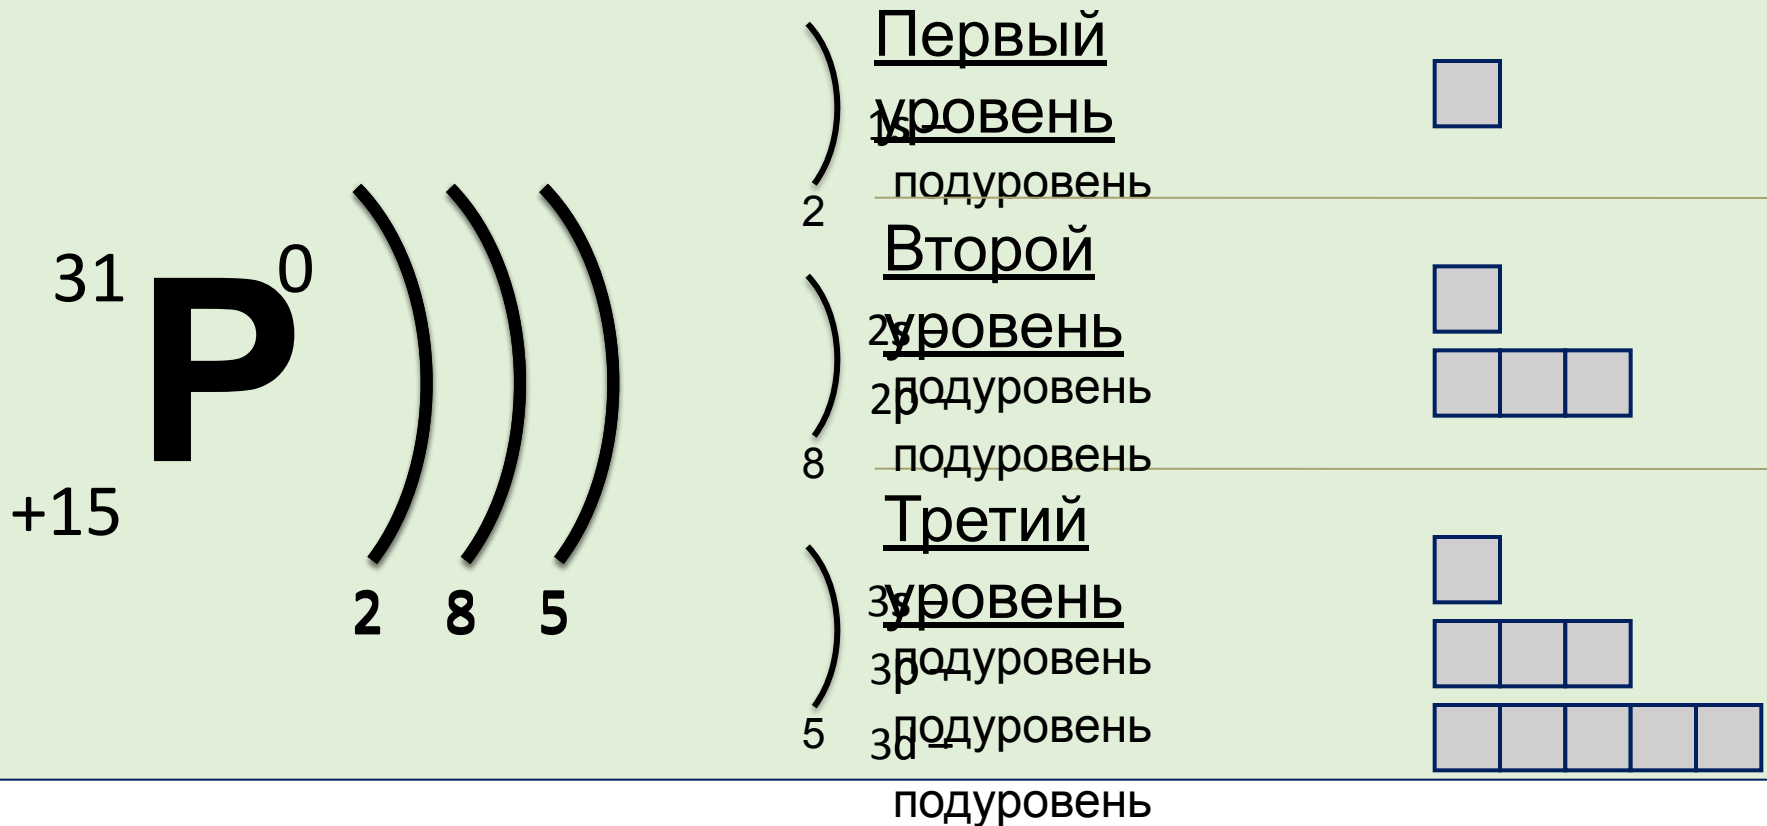 31
P
0
+15
2 8 5
Первый
уровень
1s –
подуровень
2
Второй
уровень
2s –
подуровень
2p –
подуровень
8
Третий
уровень
3s –
подуровень
3p –
подуровень
3d –
подуровень
5